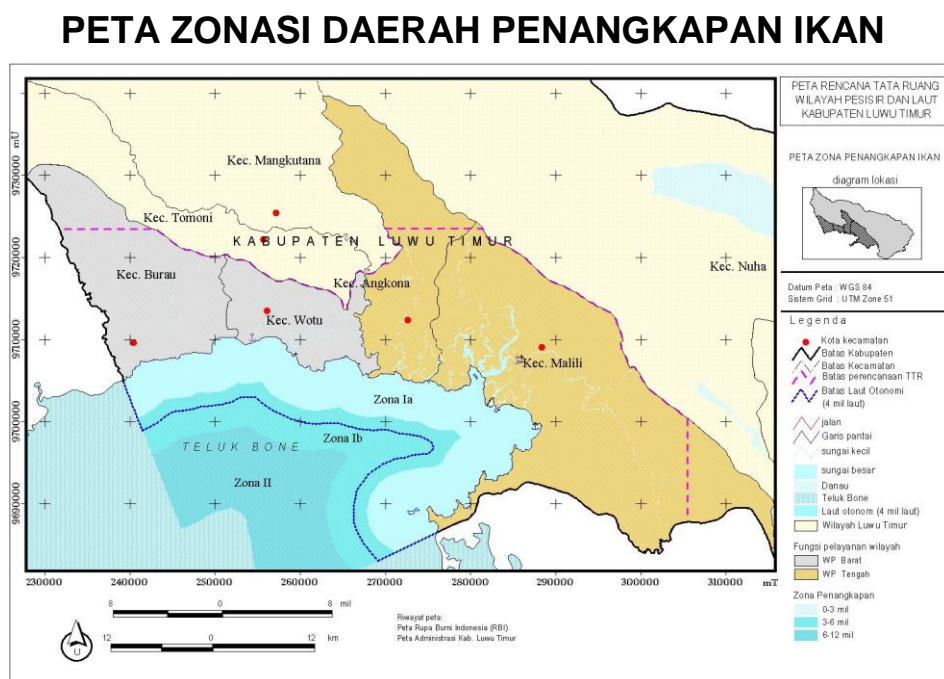 PETA ZONASI DAERAH PENANGKAPAN IKAN
PETA RENCANA TATA RUANG
WILAYAH PESISIR DAN LAUT
KABUPATEN LUWU TIMUR
PETA ZONA PENANGKAPAN IKAN
diagram lokasi
Datum Peta : WGS 84
Sistem Grid : UTM Zone 51
Legenda
Kota kecamatan
Batas Kabupaten
Batas Kecamatan
Batas perencanaan TTR
Batas Laut Otonomi
(4 mil laut)
jalan
Garis pantai
sungai kecil
sungai besar
Danau
Teluk Bone
Laut otonom (4 mil laut)
Wilayah Luwu Timur
Fungsi pelayanan wilayah
WP Barat
WP Tengah
Zona Penangkapan
0-3 mil
3-6 mil
6-12 mil
Kec. Mangkutana
Kec. Tomoni
KABUPATEN LUWU TIMUR
Kec. Nuha
Kec. Burau
Kec. Angkona
Kec. Wotu
Kec. Malili
Zona Ia
Zona Ib
TELUK BONE
Zona II
mU
9730000
9720000
9710000
9700000
9690000
230000 240000 250000 260000 270000 280000 290000 300000 310000 mT
8 0 8 mil
12 0 12 km
U
Riwayat peta:
Peta Rupa Bumi Indonesia (RBI)
Peta Administrasi Kab. Luwu Timur